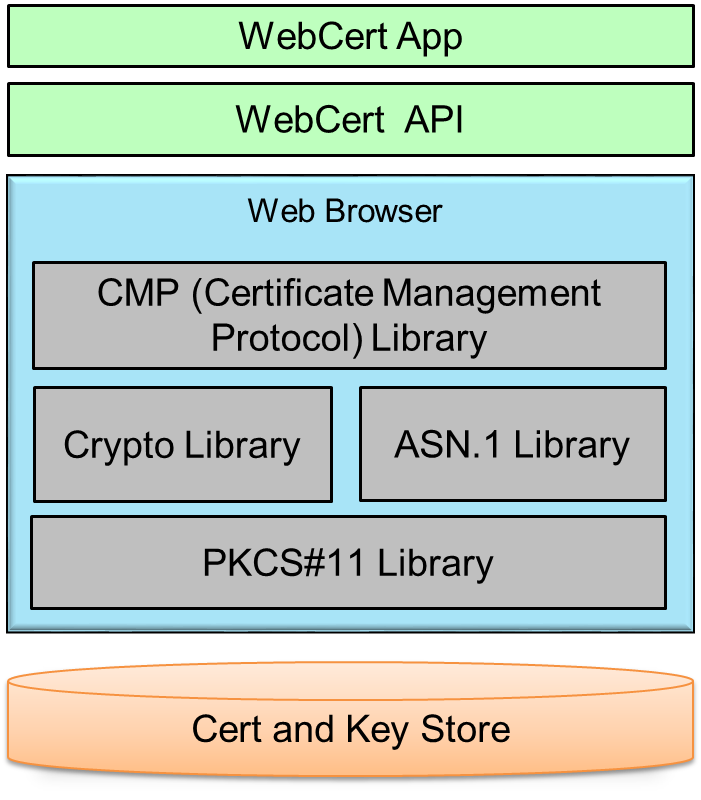 WebCert App
WebCert API
Web Browser
CMP (Certificate Management
Protocol) Library
Crypto Library
ASN.1 Library
PKCS#11 Library
Cert and Key Store